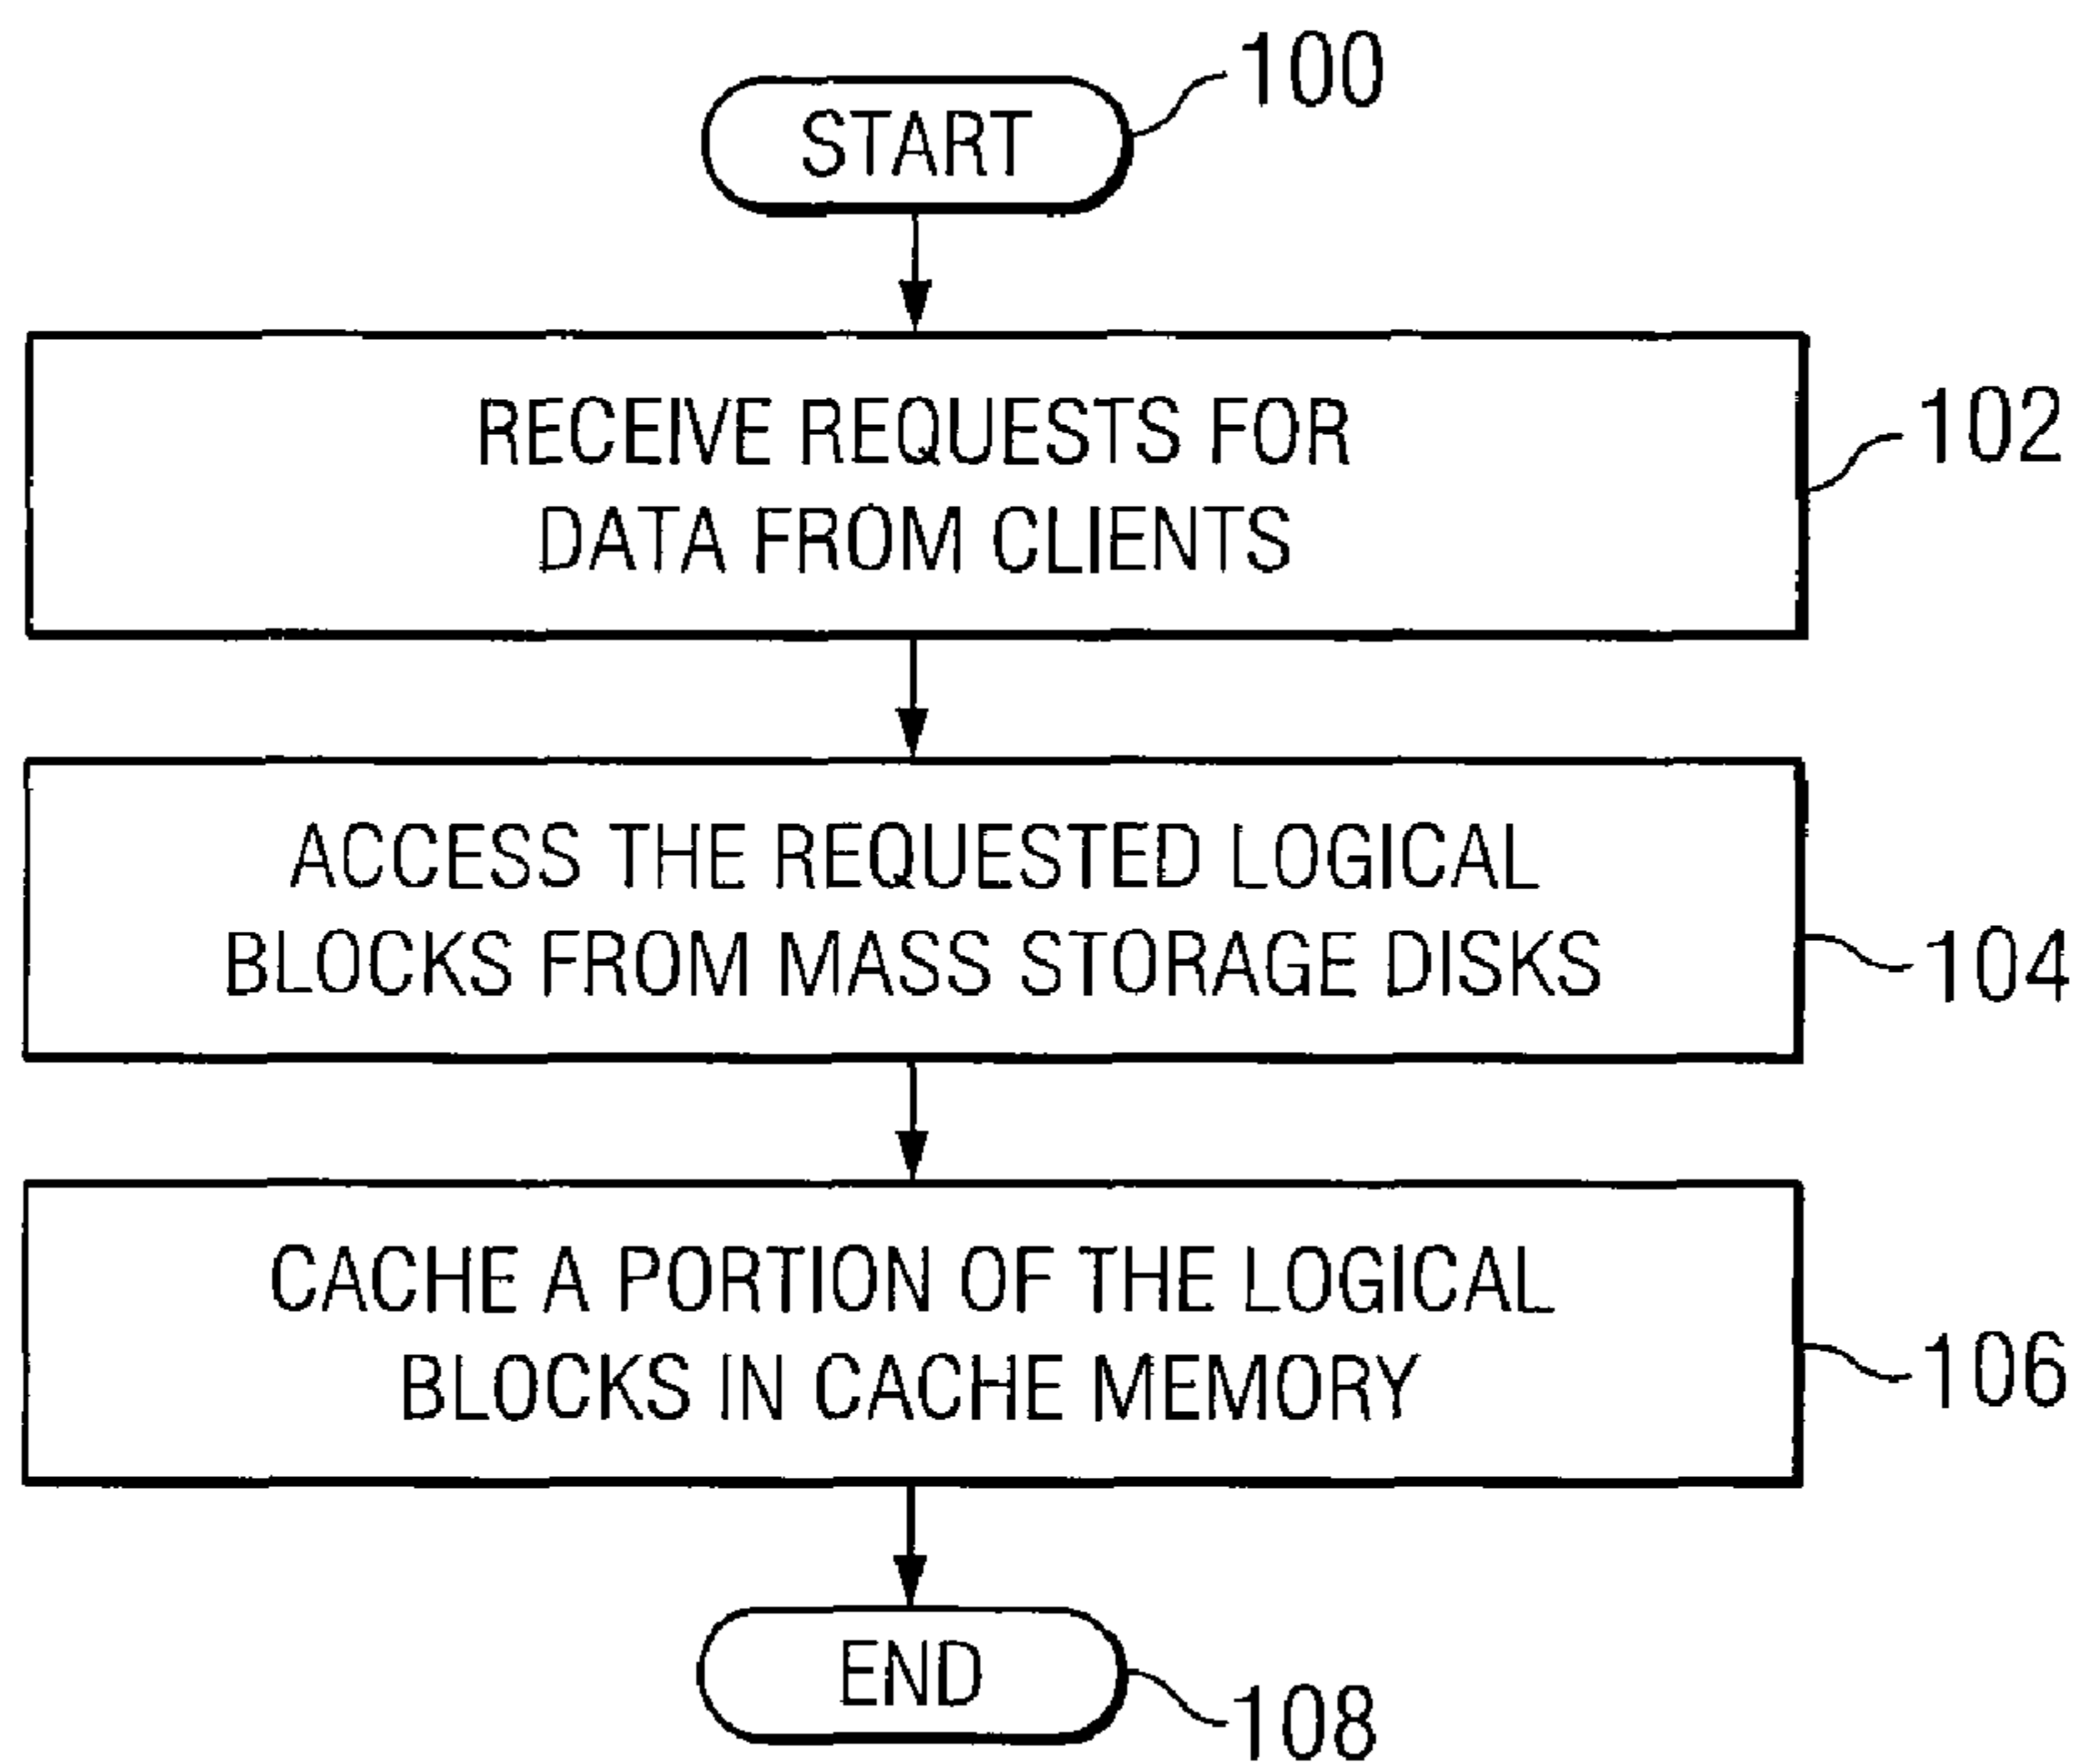 100
START
RECEIVE REQUESTS FOR
DATA FROM CLIENTS
102
ACCESS THE REQUESTED LOGICAL
BLOCKS FROM MASS STORAGE DISKS
104
CACHE A PORTION OF THE LOGICAL
BLOCKS IN CACHE MEMORY
106
END
108